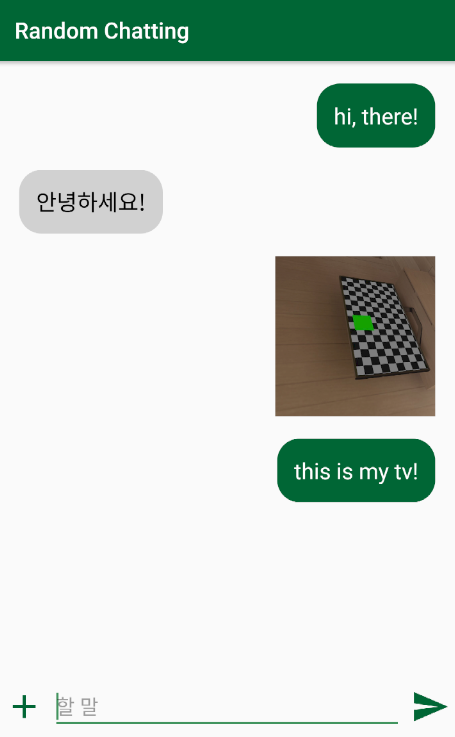 Random Chatting
hi, there!
안녕하세요!
this is my tv!
할 말